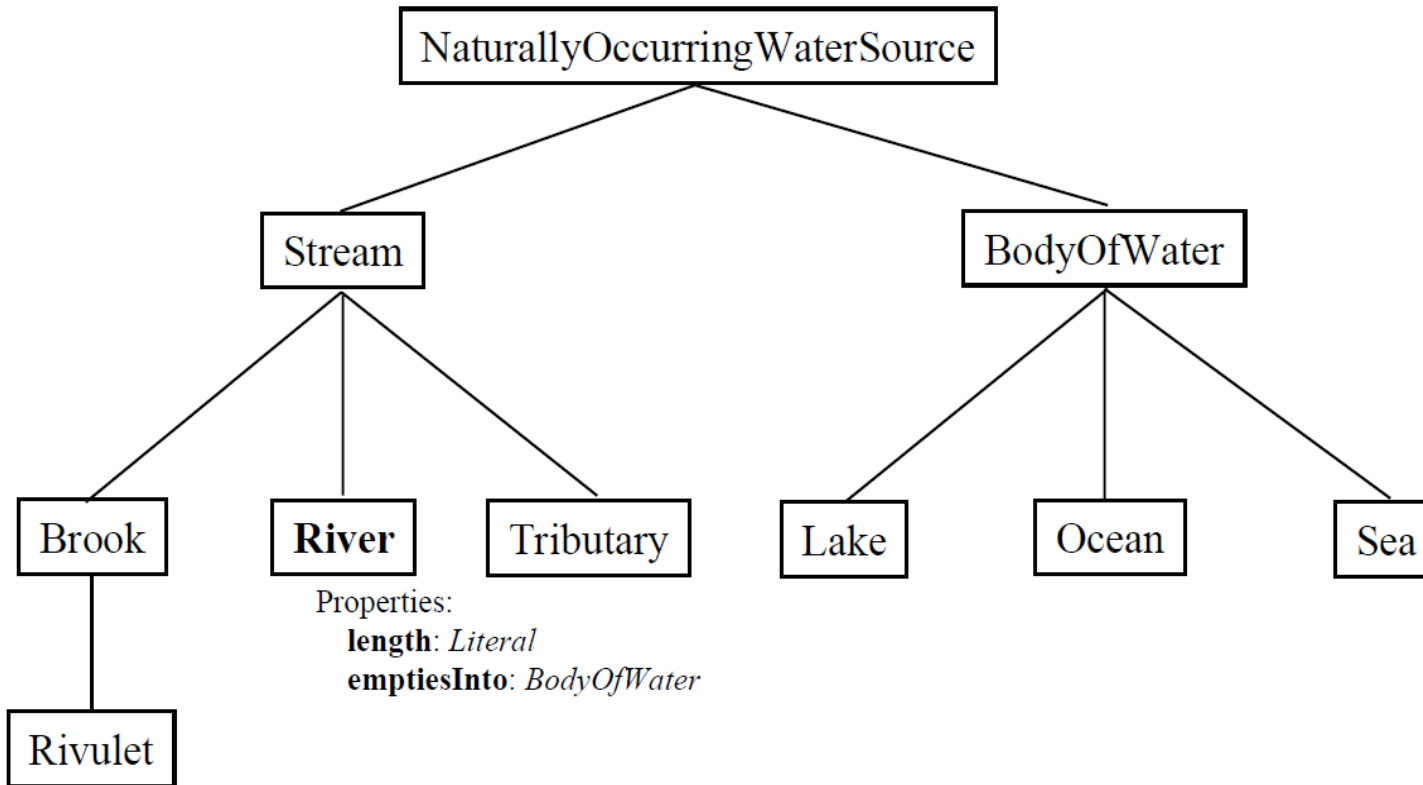 NaturallyOccurringWaterSource
Stream
BodyOfWater
Brook
River
Tributary
Lake
Ocean
Sea
Properties:
length: Literal
emptiesInto: BodyOfWater
Rivulet